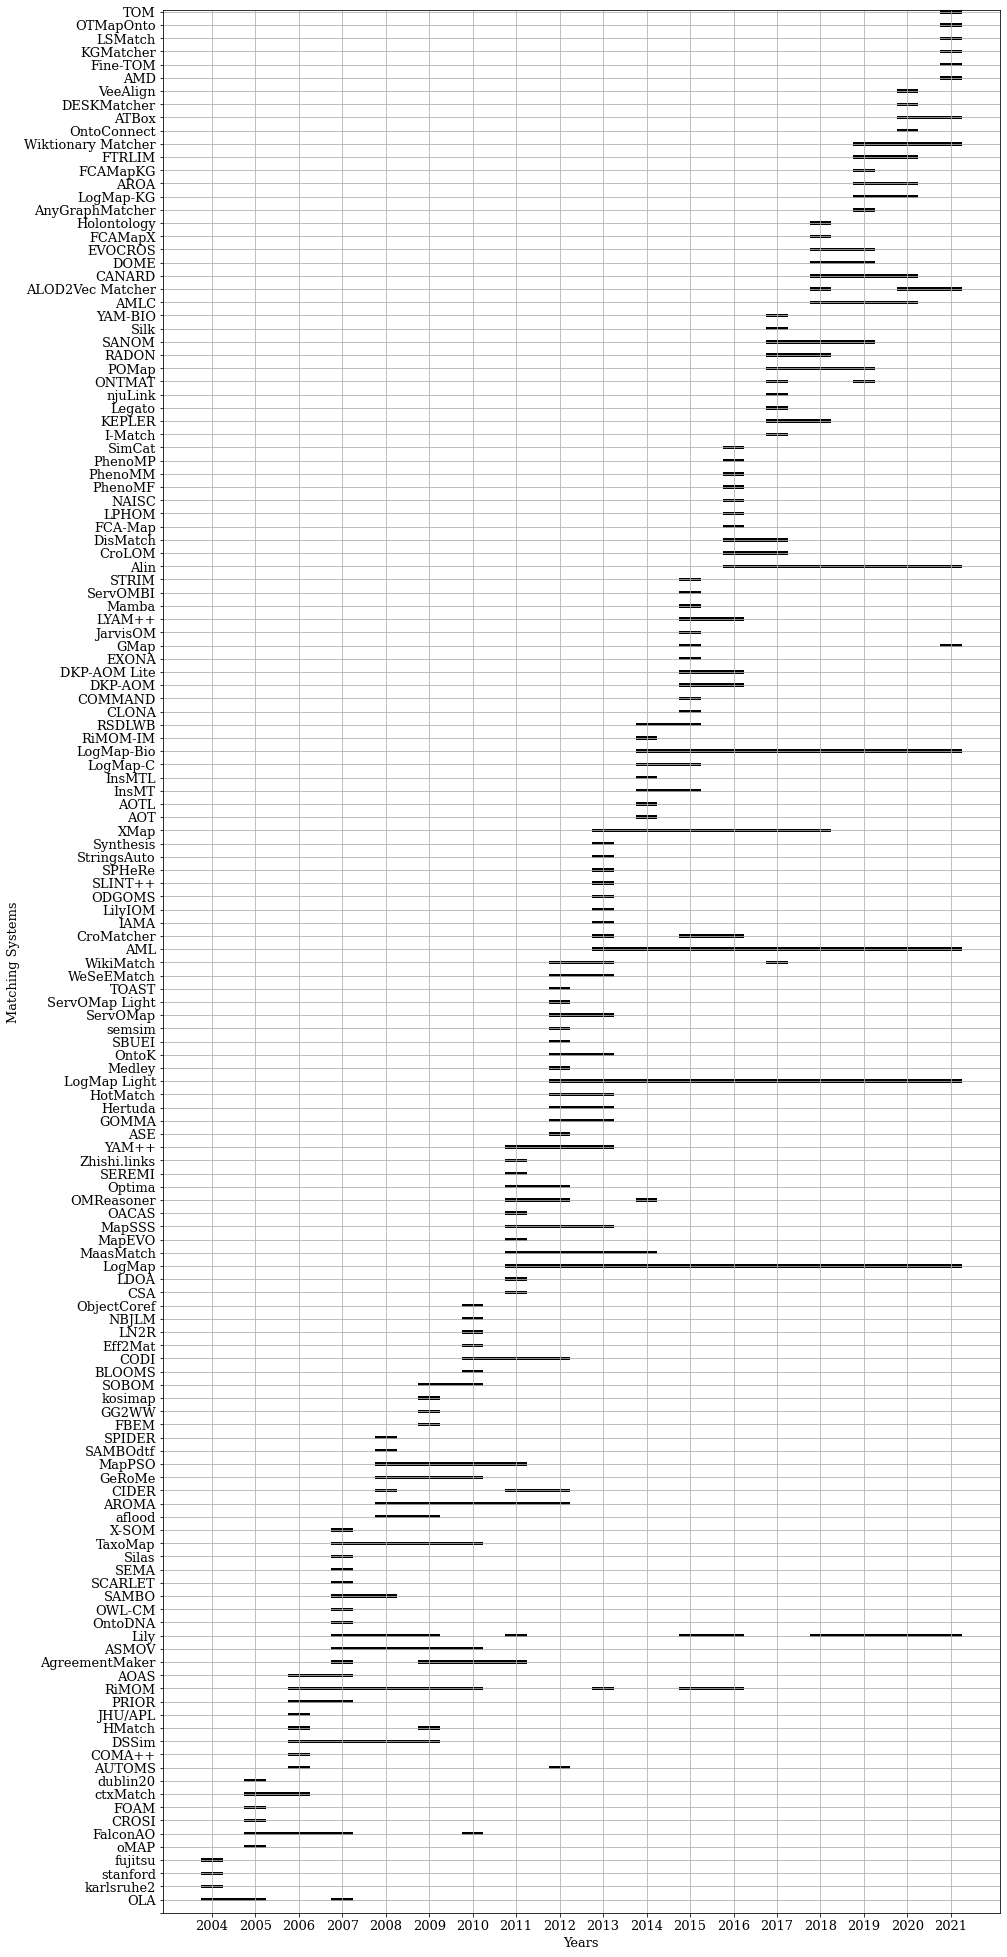 TOM
OTMapOnto
LSMatch
KGMatcher
Fine-TOM
AMD
VeeAlign
DESKMatcher
ATBox
OntoConnect
Wiktionary Matcher
FTRLIM
FCAMapKG
AROA
LogMap-KG
AnyGraphMatcher
Holontology
FCAMapX
EVOCROS
DOME
CANARD
ALOD2Vec Matcher
AMLC
YAM-BIO
Silk
SANOM
RADON
POMap
ONTMAT
njuLink
Legato
KEPLER
I-Match
SimCat
PhenoMP
PhenoMM
PhenoMF
NAISC
LPHOM
FCA-Map
DisMatch
CroLOM
Alin
STRIM
ServOMBI
Mamba
LYAM++
JarvisOM
GMap
EXONA
DKP-AOM Lite
DKP-AOM
COMMAND
CLONA
RSDLWB
RiMOM-IM
LogMap-Bio
LogMap-C
InsMTL
InsMT
AOTL
AOT
XMap
Synthesis
StringsAuto
SPHeRe
SLINT++
ODGOMS
LilyIOM
IAMA
CroMatcher
AML
WikiMatch
WeSeEMatch
TOAST
ServOMap Light
ServOMap
semsim
SBUEI
OntoK
Medley
LogMap Light
HotMatch
Hertuda
GOMMA
ASE
YAM++
Zhishi.links
SEREMI
Optima
OMReasoner
OACAS
MapSSS
MapEVO
MaasMatch
LogMap
LDOA
CSA
ObjectCoref
NBJLM
LN2R
Eff2Mat
CODI
BLOOMS
SOBOM
kosimap
GG2WW
FBEM
SPIDER
SAMBOdtf
MapPSO
GeRoMe
CIDER
AROMA
aflood
X-SOM
TaxoMap
Silas
SEMA
SCARLET
SAMBO
OWL-CM
OntoDNA
Lily
ASMOV
AgreementMaker
AOAS
RiMOM
PRIOR
JHU/APL
HMatch
DSSim
COMA++
AUTOMS
dublin20
ctxMatch
FOAM
CROSI
FalconAO
oMAP
fujitsu
stanford
karlsruhe2
OLA
Matching Systems
2004 2005 2006 2007 2008 2009 2010 2011 2012 2013 2014 2015 2016 2017 2018 2019 2020 2021
Years